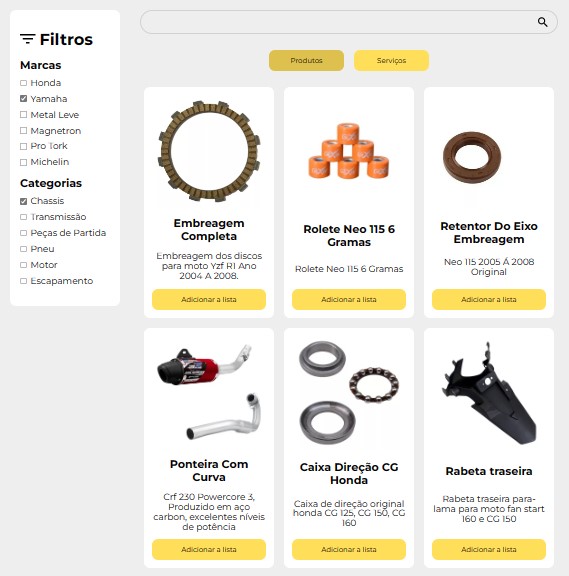 Filtros
Marcas
Honda
Yamaha
Metal Leve
Magnetron
Pro Tork
Michelin
Categorias
Chassis
Transmissão
Peças de Partida
Pneu
Motor
Escapamento
Produtos
Serviços
Embreagem
Completa
Embreagem dos discos
para moto Yzf R1 Ano
2004 A 2008.
Adicionar a lista
Rolete Neo 115 6
Gramas
Rolete Neo 115 6 Gramas
Adicionar a lista
Retentor Do Eixo
Embreagem
Neo 115 2005 Á 2008
Original
Adicionar a lista
Ponteira Com
Curva
Crf 230 Powercore 3,
Produzido em aço
carbon, excelentes níveis
de potência
Adicionar a lista
Caixa Direção CG
Honda
Caixa de direção original
honda CG 125, CG 150, CG
160
Adicionar a lista
Rabeta traseira
Rabeta traseira para-
lama para moto fan start
160 e CG 150
Adicionar a lista